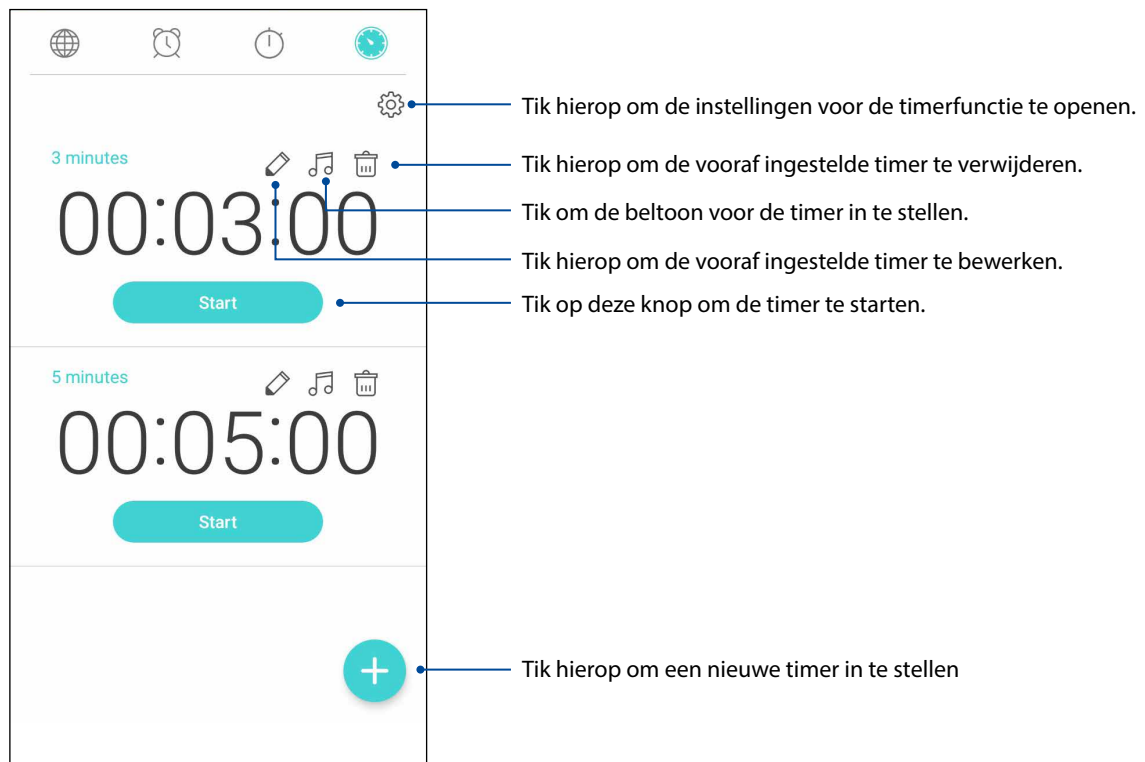 Tik hierop om de instellingen voor de timerfunctie te openen.
3 minutes
Tik hierop om de vooraf ingestelde timer te verwijderen.
00:03:00
Tik om de beltoon voor de timer in te stellen.
Tik hierop om de vooraf ingestelde timer te bewerken.
Start
Tik op deze knop om de timer te starten.
5 minutes
00:05:00
Start
Tik hierop om een nieuwe timer in te stellen